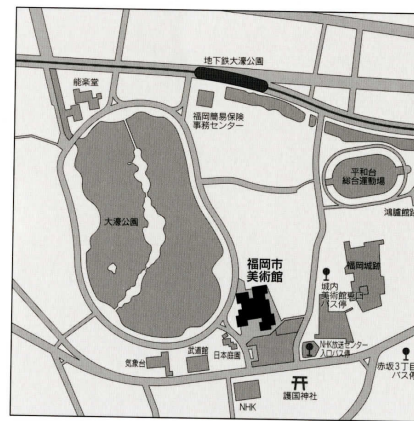 地下鉄大濠公園
能楽堂
福岡簡易保険
事務センター
平和台
総合運動場
鴻臚館跡
大濠公園
福岡市
美術館
福岡城跡
城内
美術館東口
バス停
NHK放送センター
入口バス停
赤坂3丁目
バス停
気象台
武道館
日本庭園
護国神社
NHK